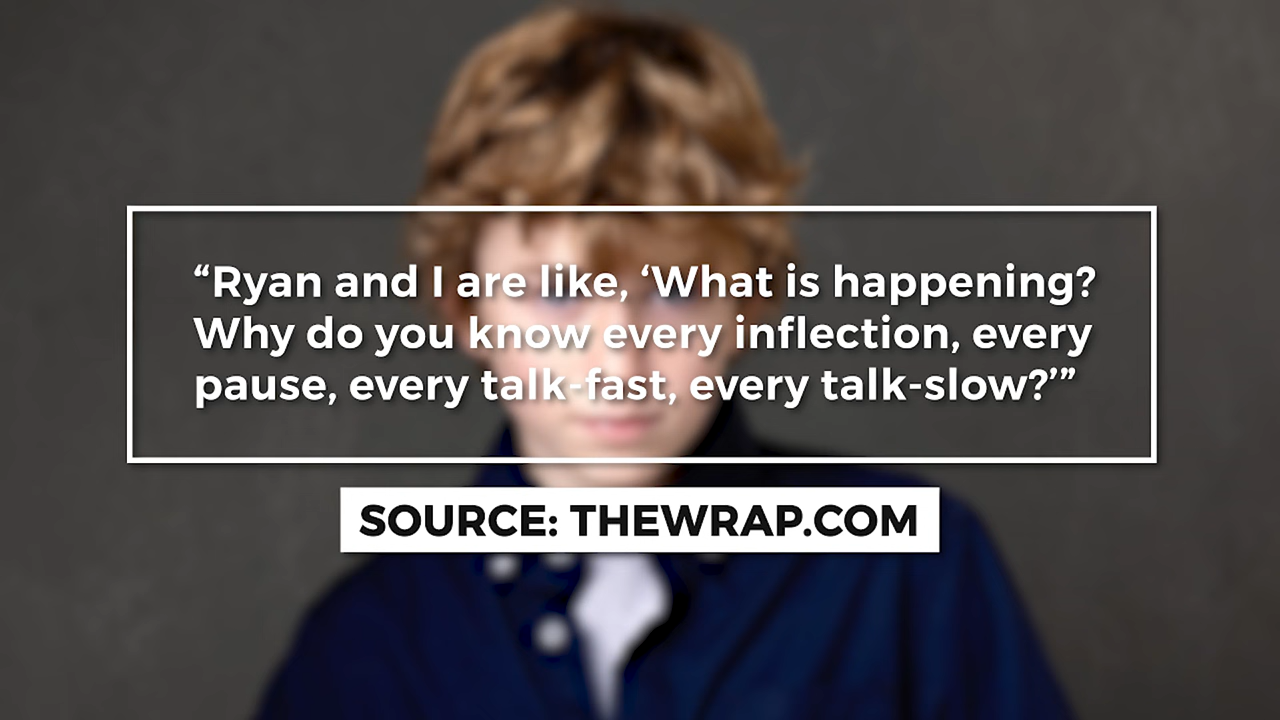 “Ryan and I are like, ‘What is happening?
Why do you know every inflection, every
pause, every talk-fast, every talk-slow?’”
SOURCE: THEWRAP.COM